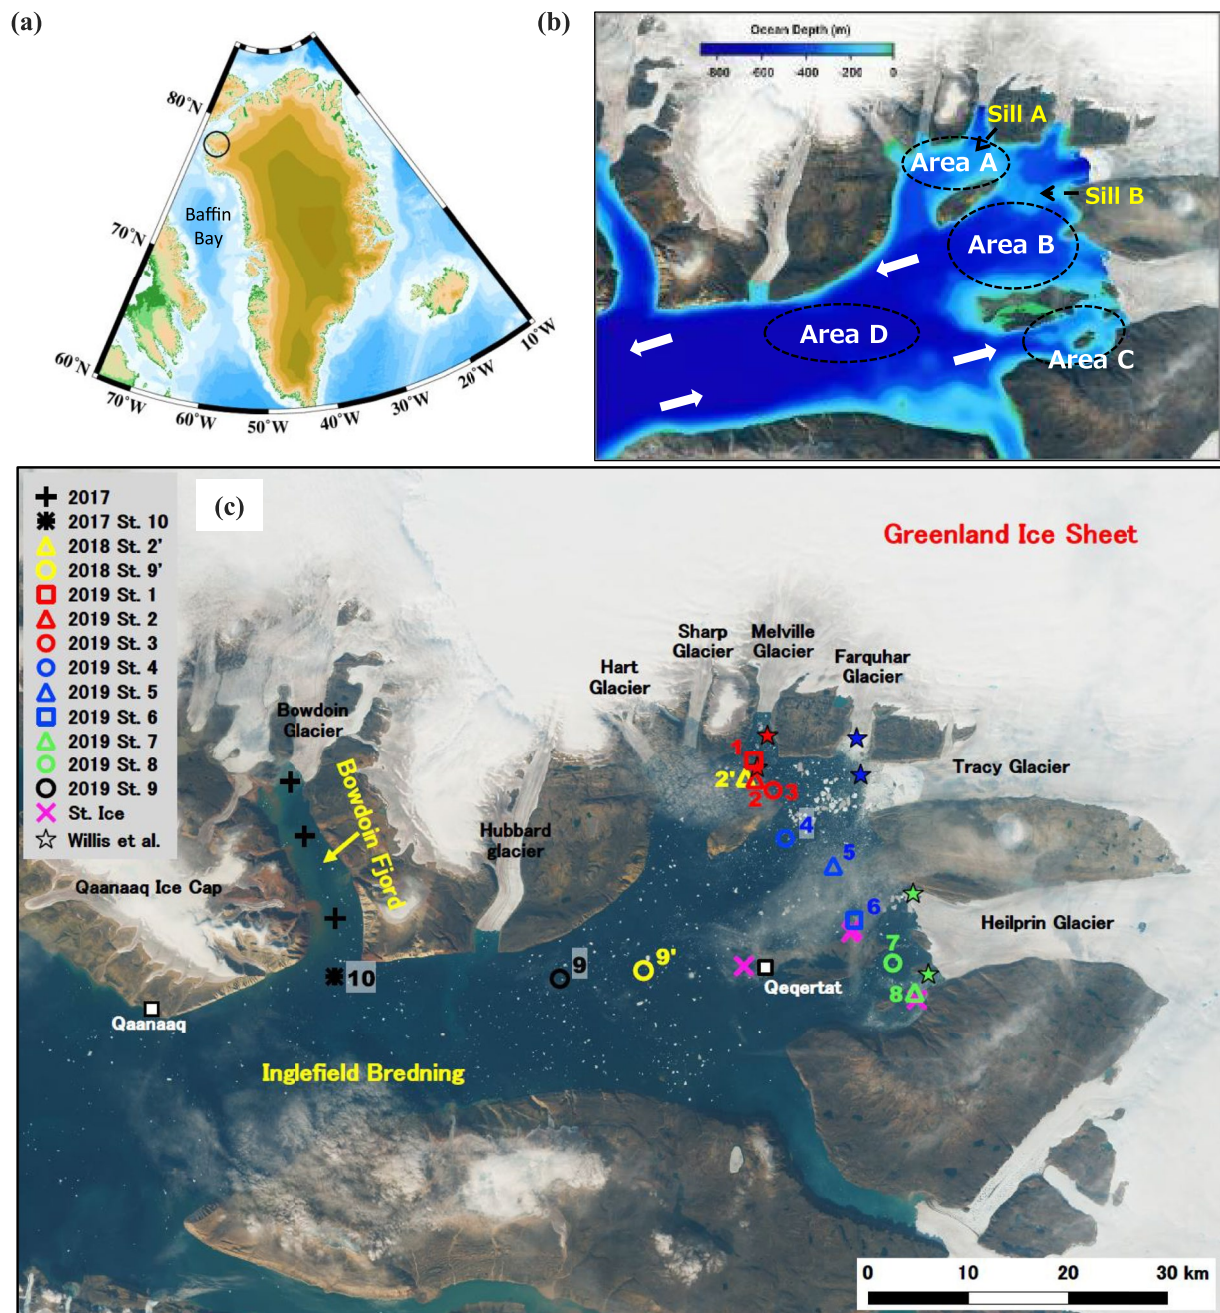 (a)
80°N
70°N
60°N
Baffin
Bay
70°W
60°W
50°W
40°W
30°W
20°W
10°W
(b)
Ocean Depth (m)
-800 -600 -400 -200 0
Sill A
Area A
Sill B
Area B
Area D
Area C
(c)
2017
2017 St. 10
2018 St. 2'
2018 St. 9'
2019 St. 1
2019 St. 2
2019 St. 3
2019 St. 4
2019 St. 5
2019 St. 6
2019 St. 7
2019 St. 8
2019 St. 9
St. Ice
Willis et al.
Greenland Ice Sheet
Sharp
Glacier
Melville
Glacier
Farquhar
Glacier
Hart
Glacier
Bowdoin
Glacier
Tracy Glacier
Bowdoin Fjord
Hubbard
glacier
Qaanaaq Ice Cap
Heilprin Glacier
1
2'
2
3
4
5
6
7
8
9'
9
10
Qeqertat
Qaanaaq
Inglefield Bredning
0 10 20 30 km